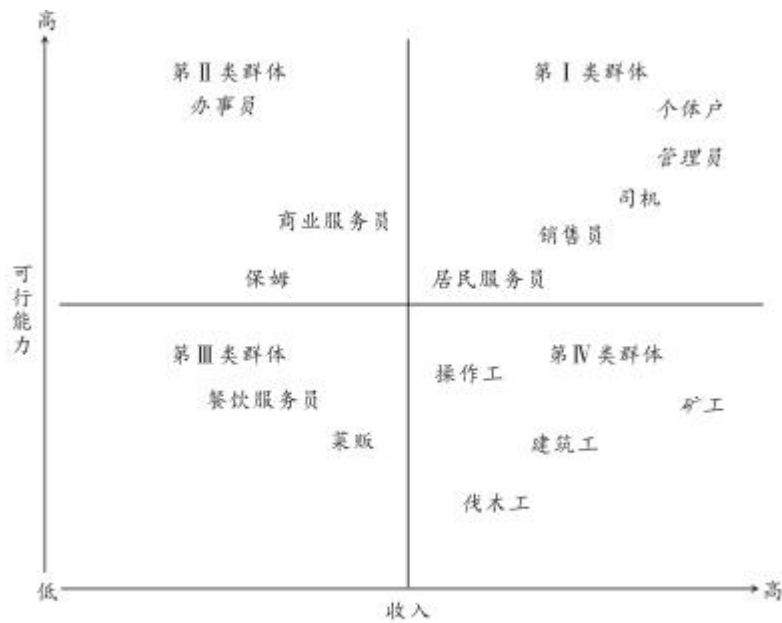 高
第Ⅱ类群体
第Ⅰ类群体
办事员
个体户
管理员
司机
商业服务员
销售员
保姆
居民服务员
可行能力
第Ⅲ类群体
第Ⅳ类群体
操作工
餐饮服务员
矿工
菜贩
建筑工
伐木工
低
高
收入